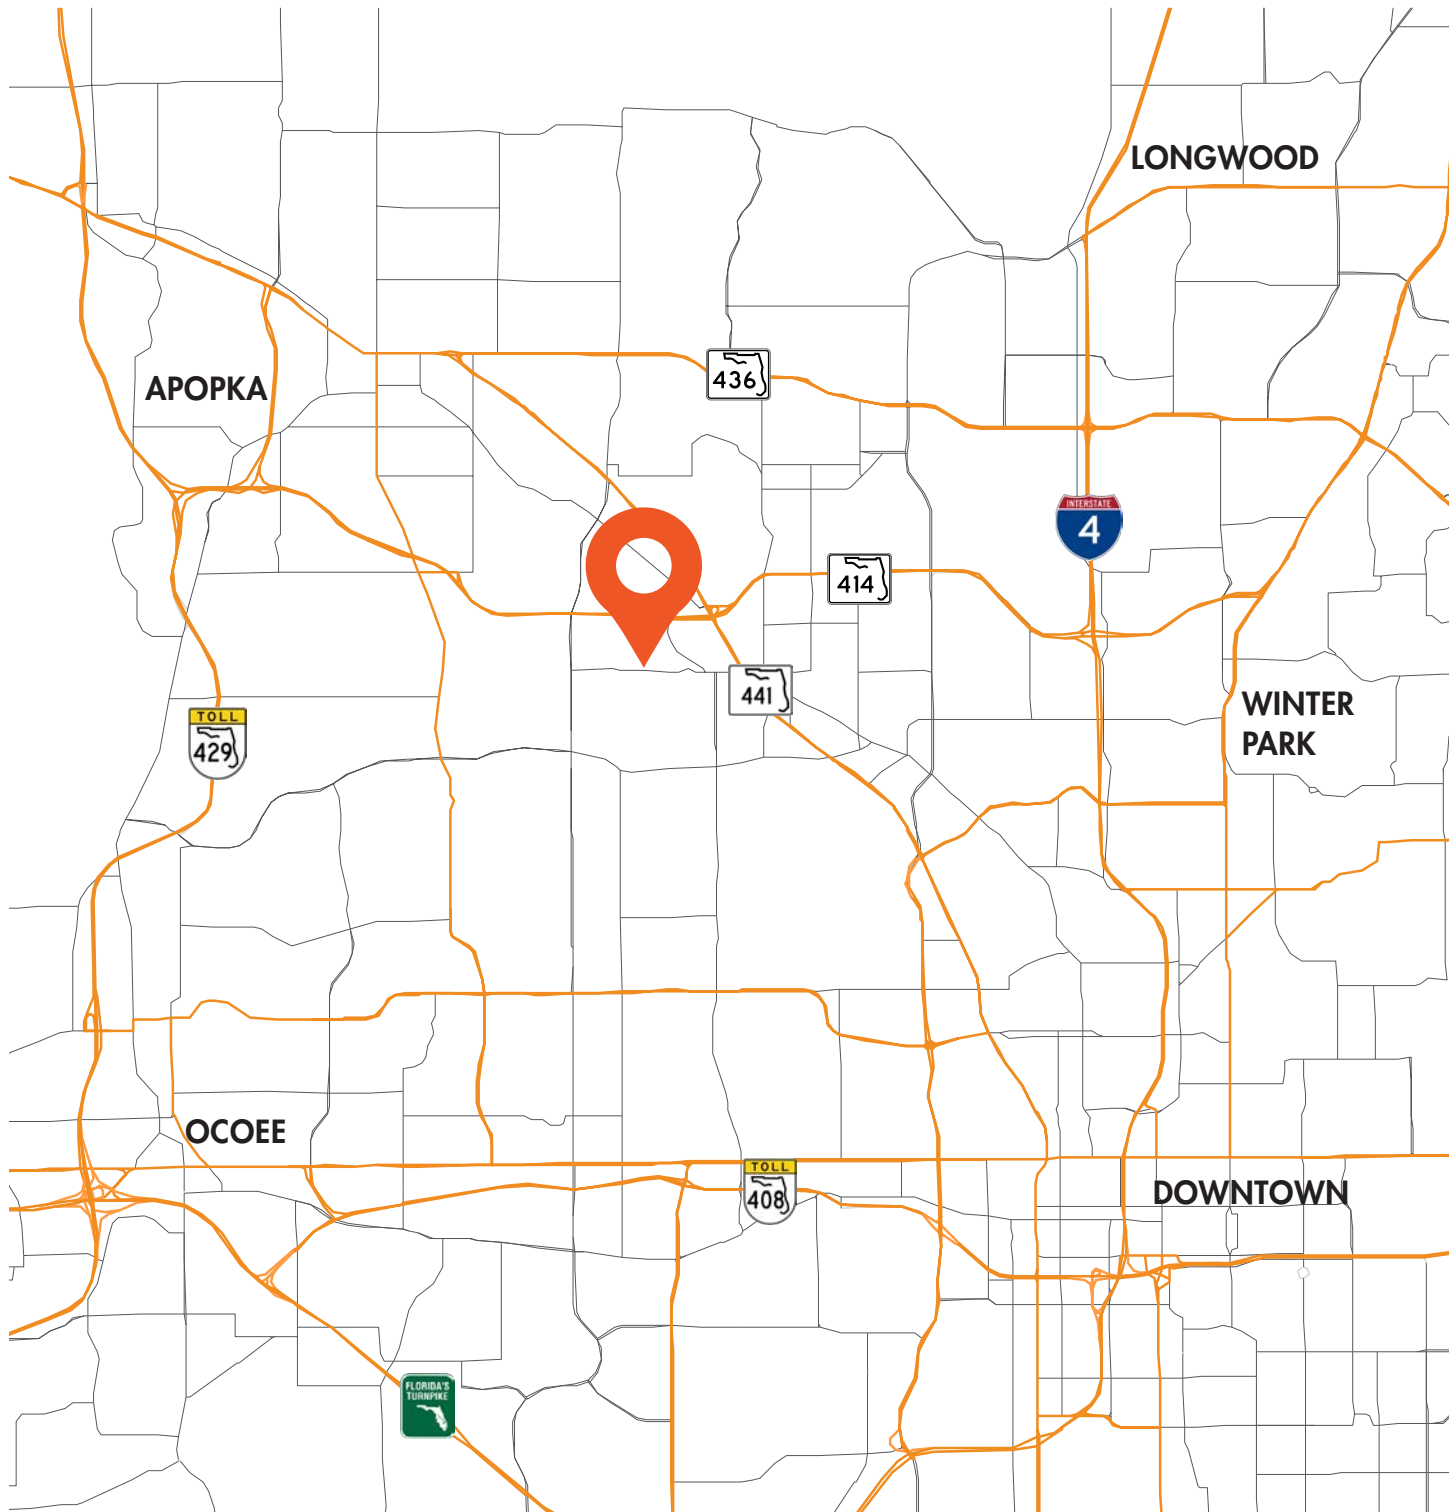 LONGWOOD
436
APOPKA
INTERSTATE
4
414
441
WINTER
PARK
TOLL
429
OCOEE
TOLL
408
DOWNTOWN
FLORIDA'S
TURNPIKE